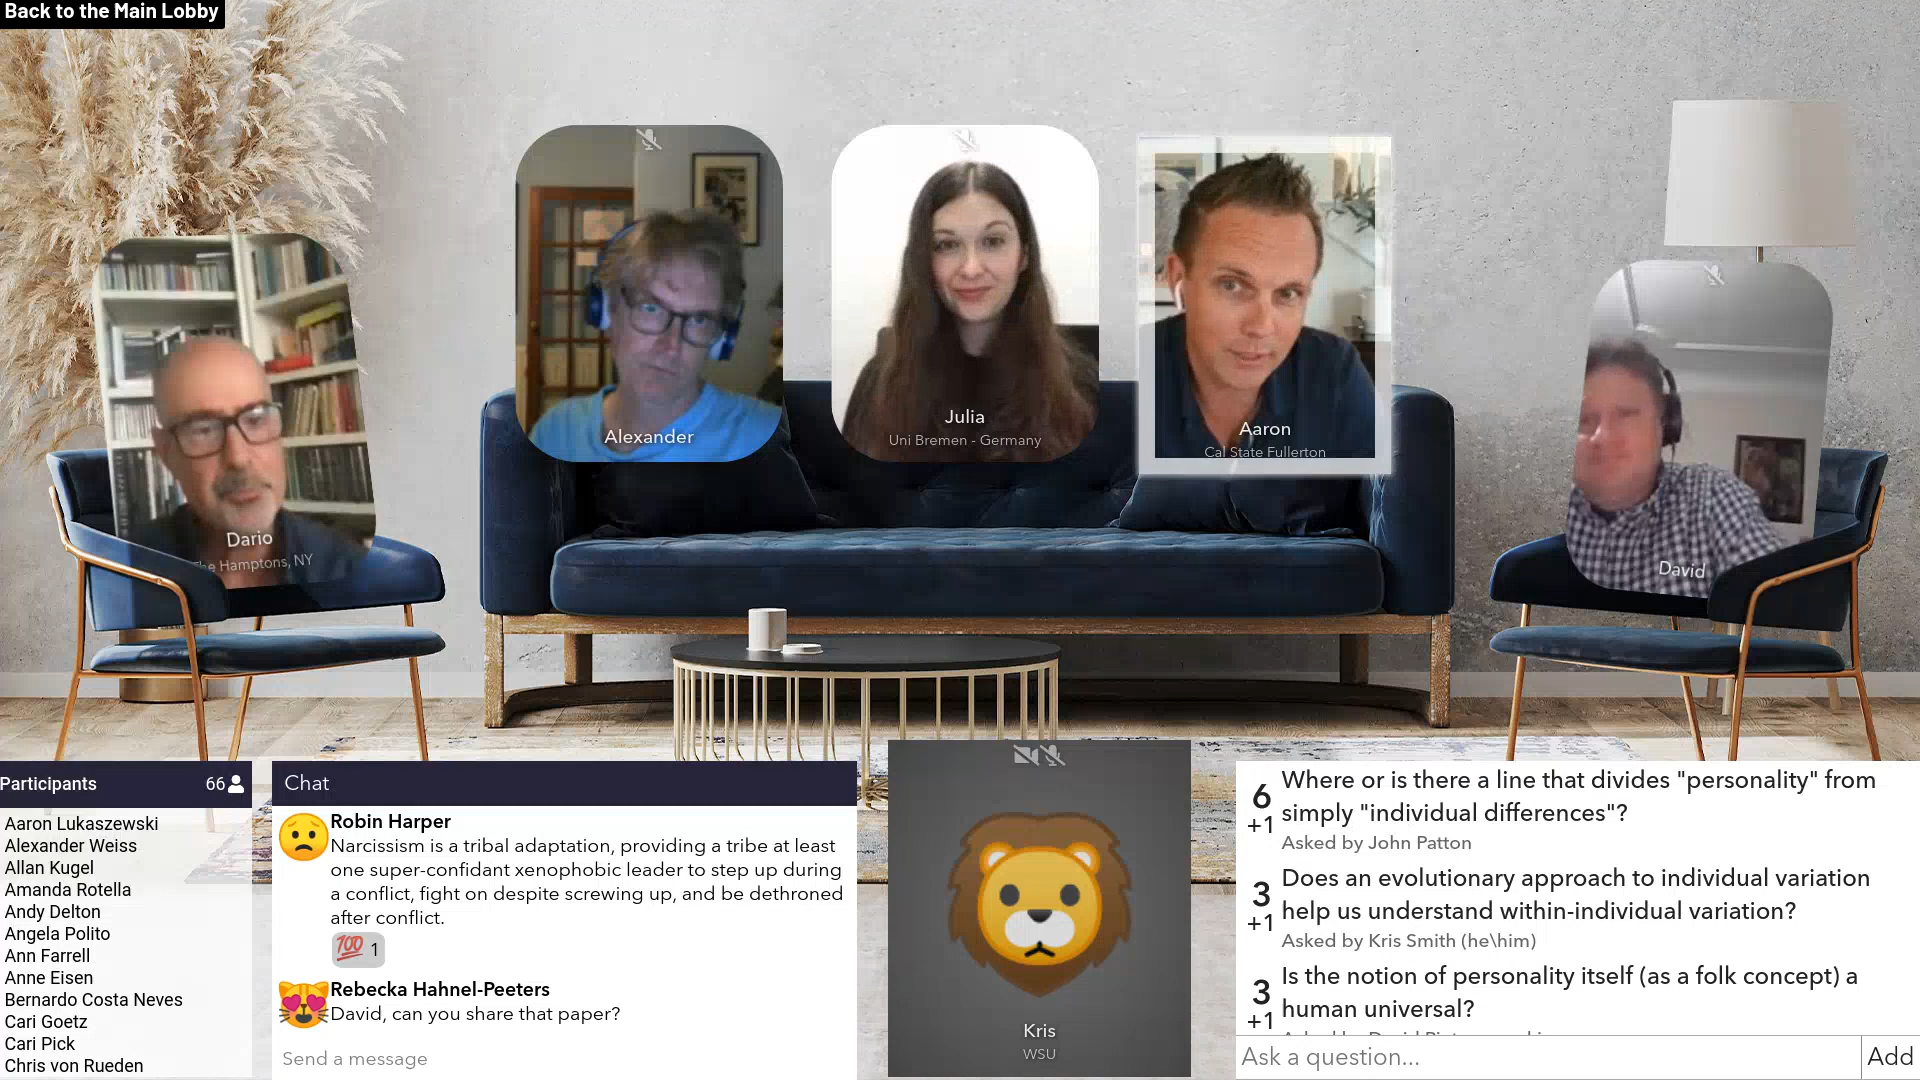 Back to the Main Lobby
Dario
The Hamptons, NY
Alexander
Julia
Uni Bremen - Germany
Aaron
Cal State Fullerton
David
Participants 66
Aaron Lukaszewski
Alexander Weiss
Allan Kugel
Amanda Rotella
Andy Delton
Angela Polito
Ann Farrell
Anne Eisen
Bernardo Costa Neves
Cari Goetz
Cari Pick
Chris von Rueden
Chat
Robin Harper
Narcissism is a tribal adaptation, providing a tribe at least
one super-confidant xenophobic leader to step up during
a conflict, fight on despite screwing up, and be dethroned
after conflict.
💯 1
Rebecka Hahnel-Peeters
David, can you share that paper?
Send a message
Kris
WSU
6 Where or is there a line that divides "personality" from
+1 simply "individual differences"?
Asked by John Patton
3 Does an evolutionary approach to individual variation
+1 help us understand within-individual variation?
Asked by Kris Smith (he\him)
3 Is the notion of personality itself (as a folk concept) a
+1 human universal?
Ask a question...
Add